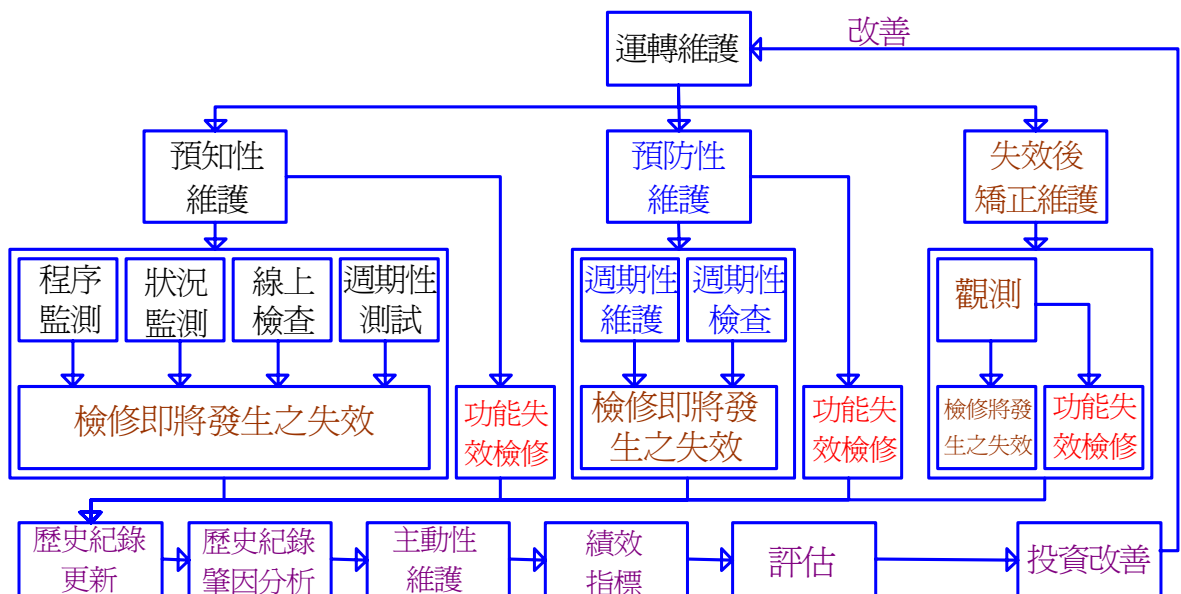 運轉維護
改善
預知性
維護
預防性
維護
失效後
矯正維護
程序
監測
狀況
監測
線上
檢查
週期性
測試
週期性
維護
週期性
檢查
觀測
檢修即將發生之失效
功能失
效檢修
檢修即將發
生之失效
功能失
效檢修
檢修將發
生之失效
功能失
效檢修
歷史紀錄
更新
歷史紀錄
肇因分析
主動性
維護
績效
指標
評估
投資改善